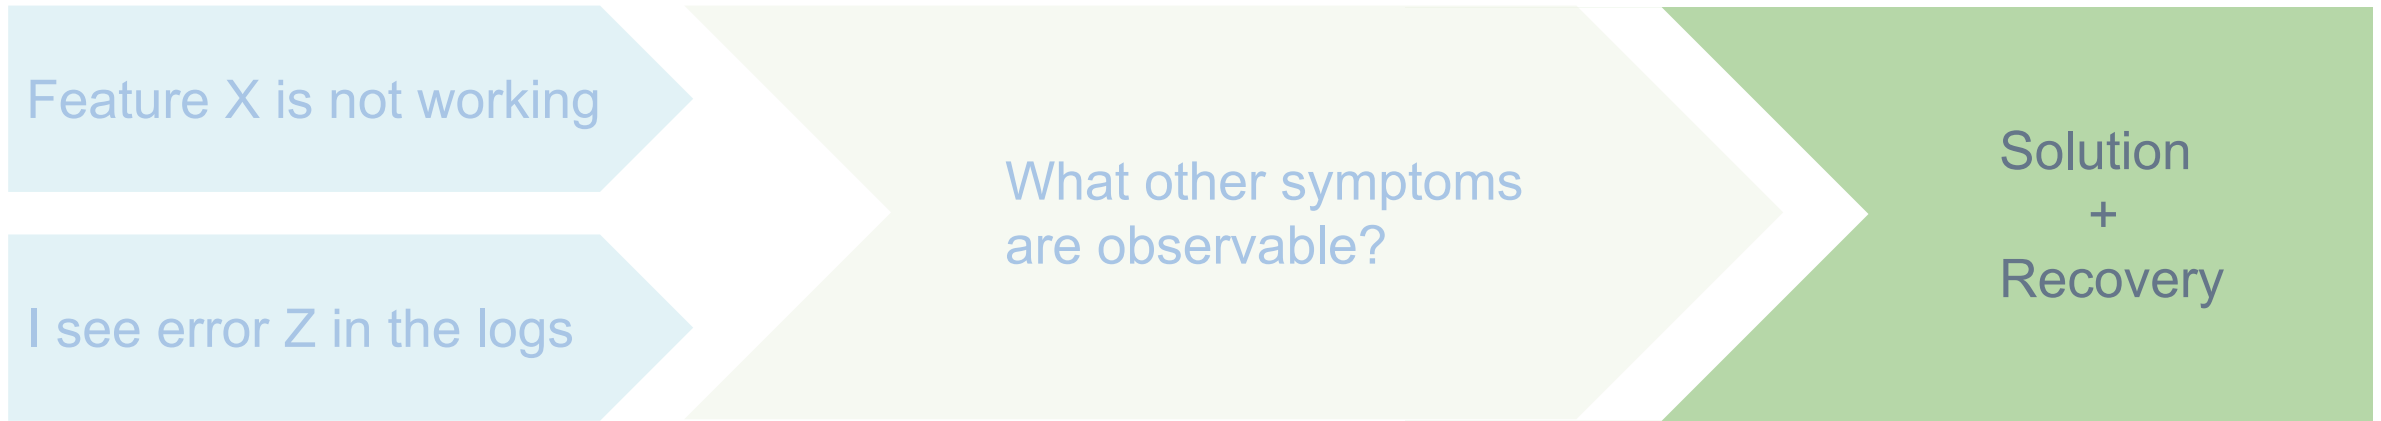 Feature X is not working
I see error Z in the logs
What other symptoms
are observable?
Solution
+
Recovery